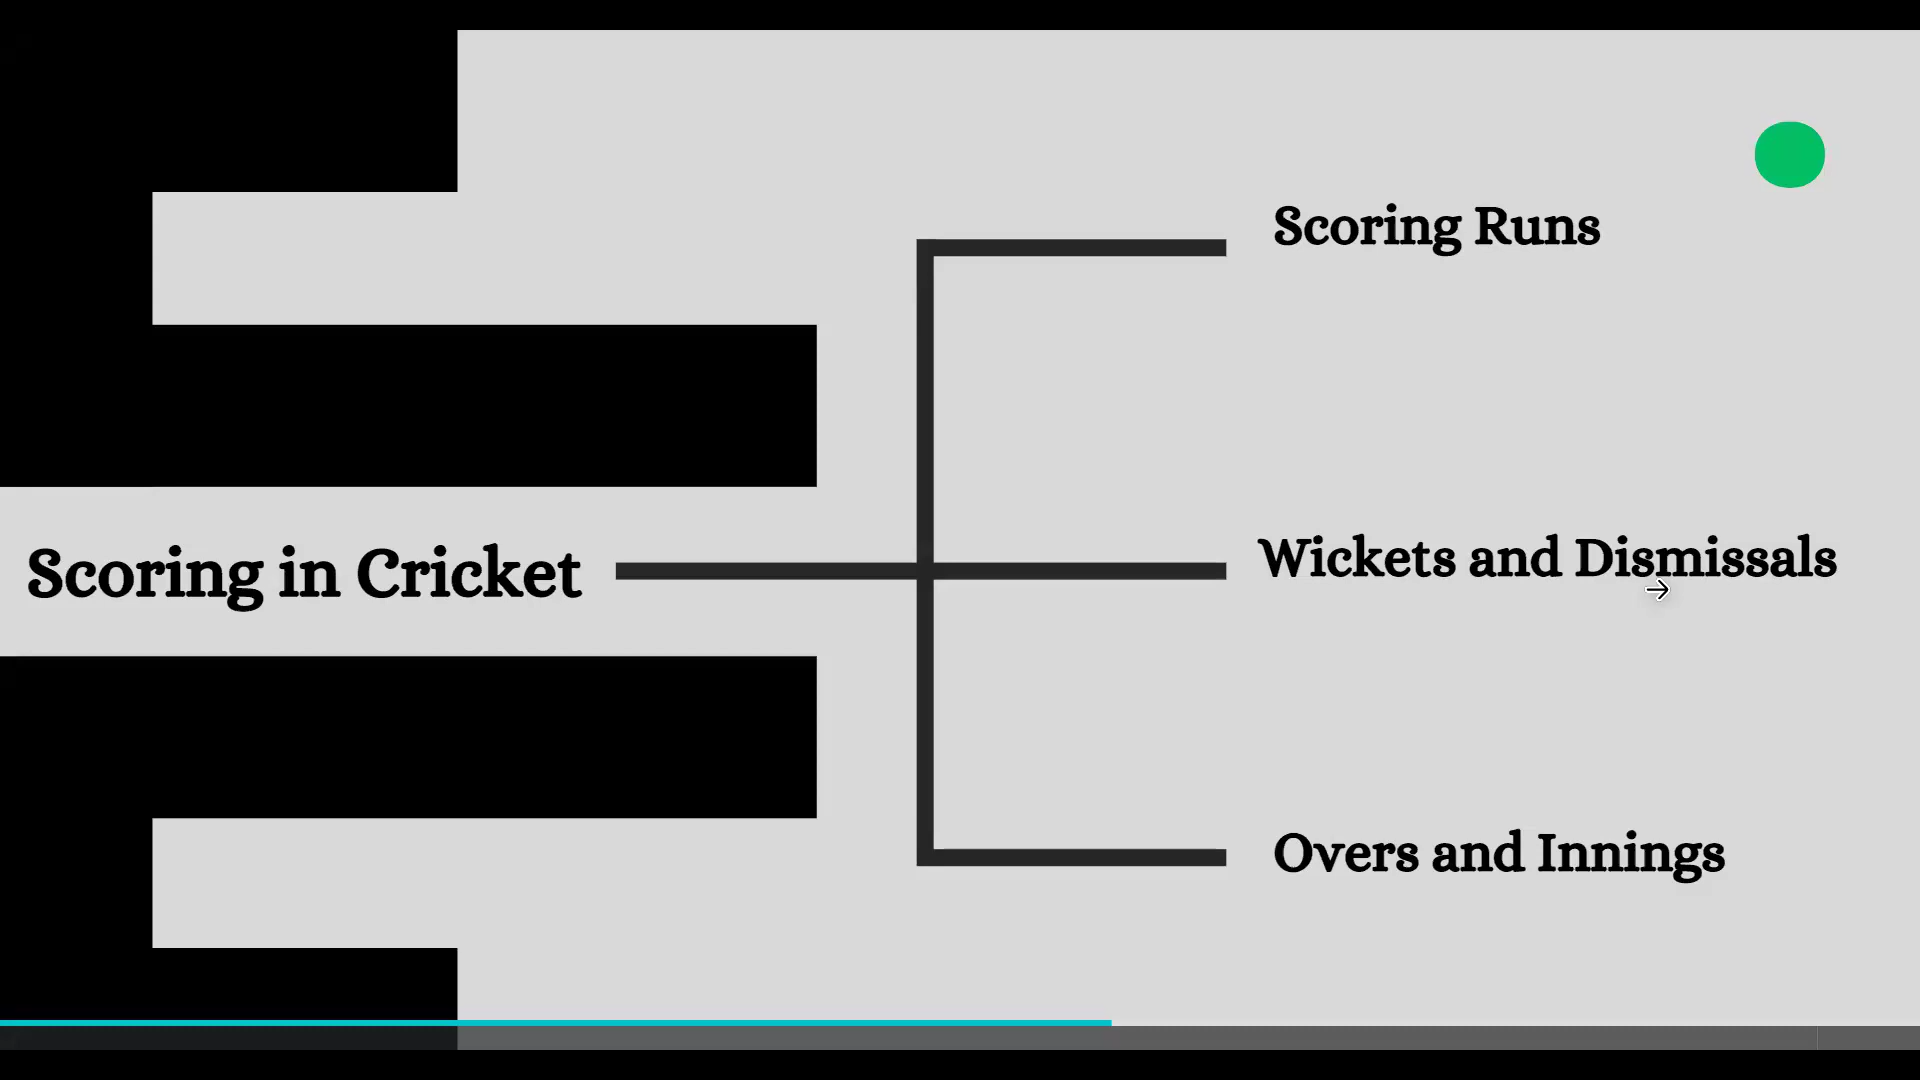 Scoring Runs
Scoring in Cricket
Wickets and Dismissals
Overs and Innings